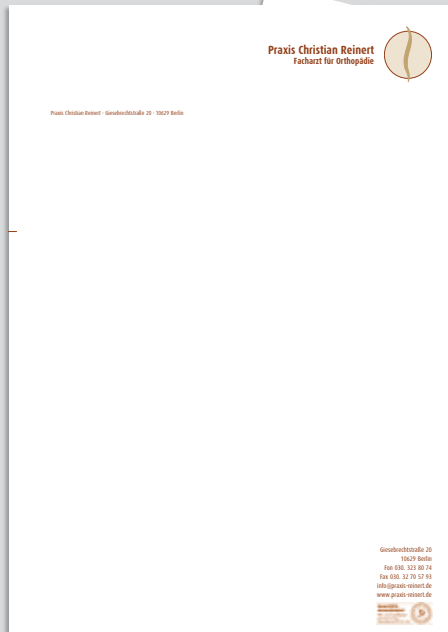 Praxis Christian Reinert
Facharzt für Orthopädie
Praxis Christian Reinert · Giesebrechtstraße 20 · 10629 Berlin
Giesebrechtstraße 20
10629 Berlin
Fon 030. 323 80 74
Fax 030. 32 70 57 93
info@praxis-reinert.de
www.praxis-reinert.de